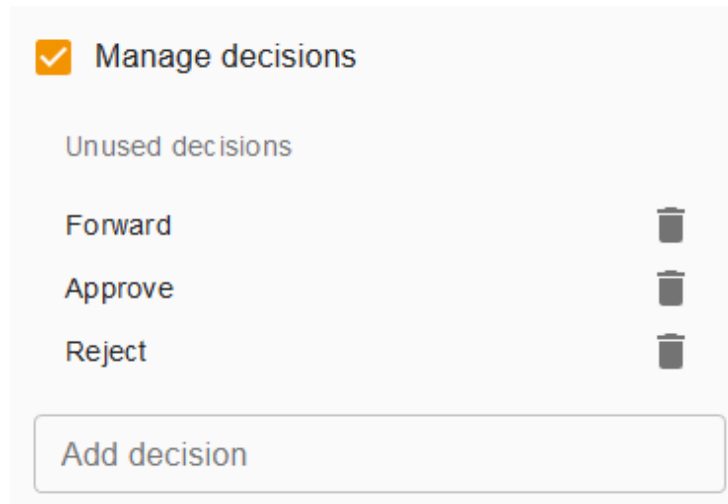 Manage decisions
Unused decisions
Forward
Approve
Reject
Add decision